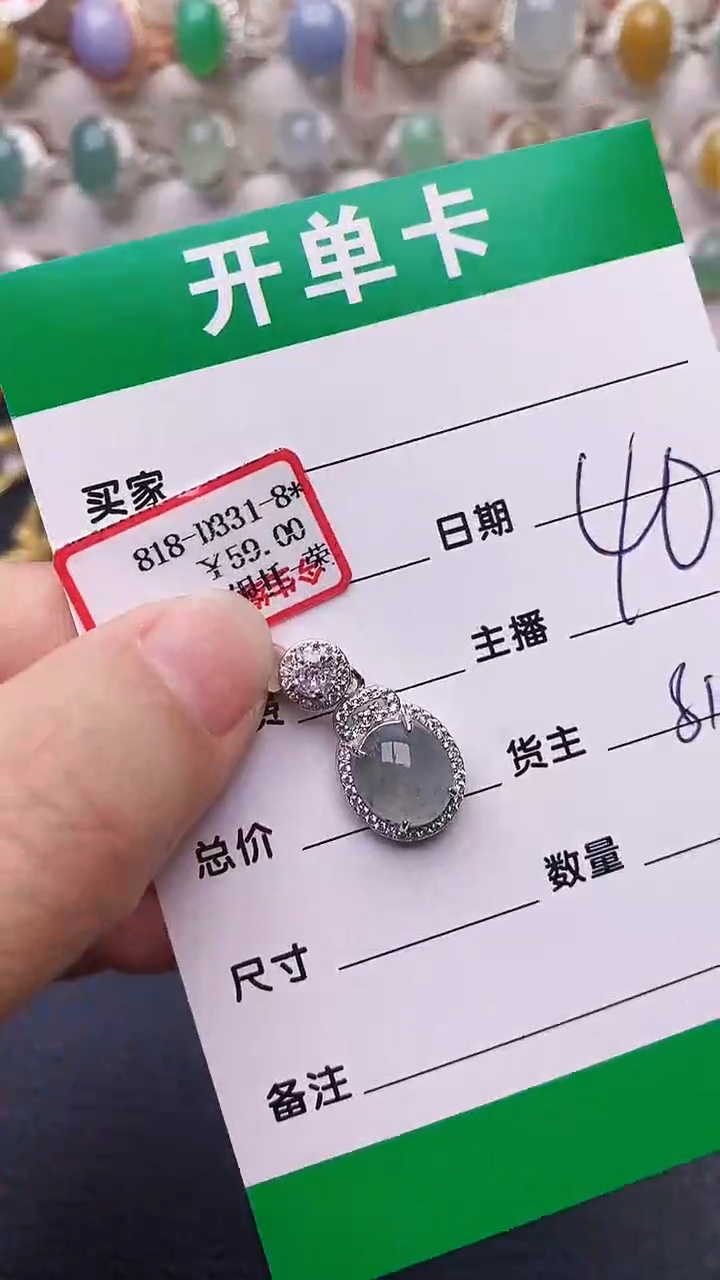 开单卡
买家
818-D331-8*
￥59.00
日期 40
主播
货主 81
总价
数量
尺寸
备注